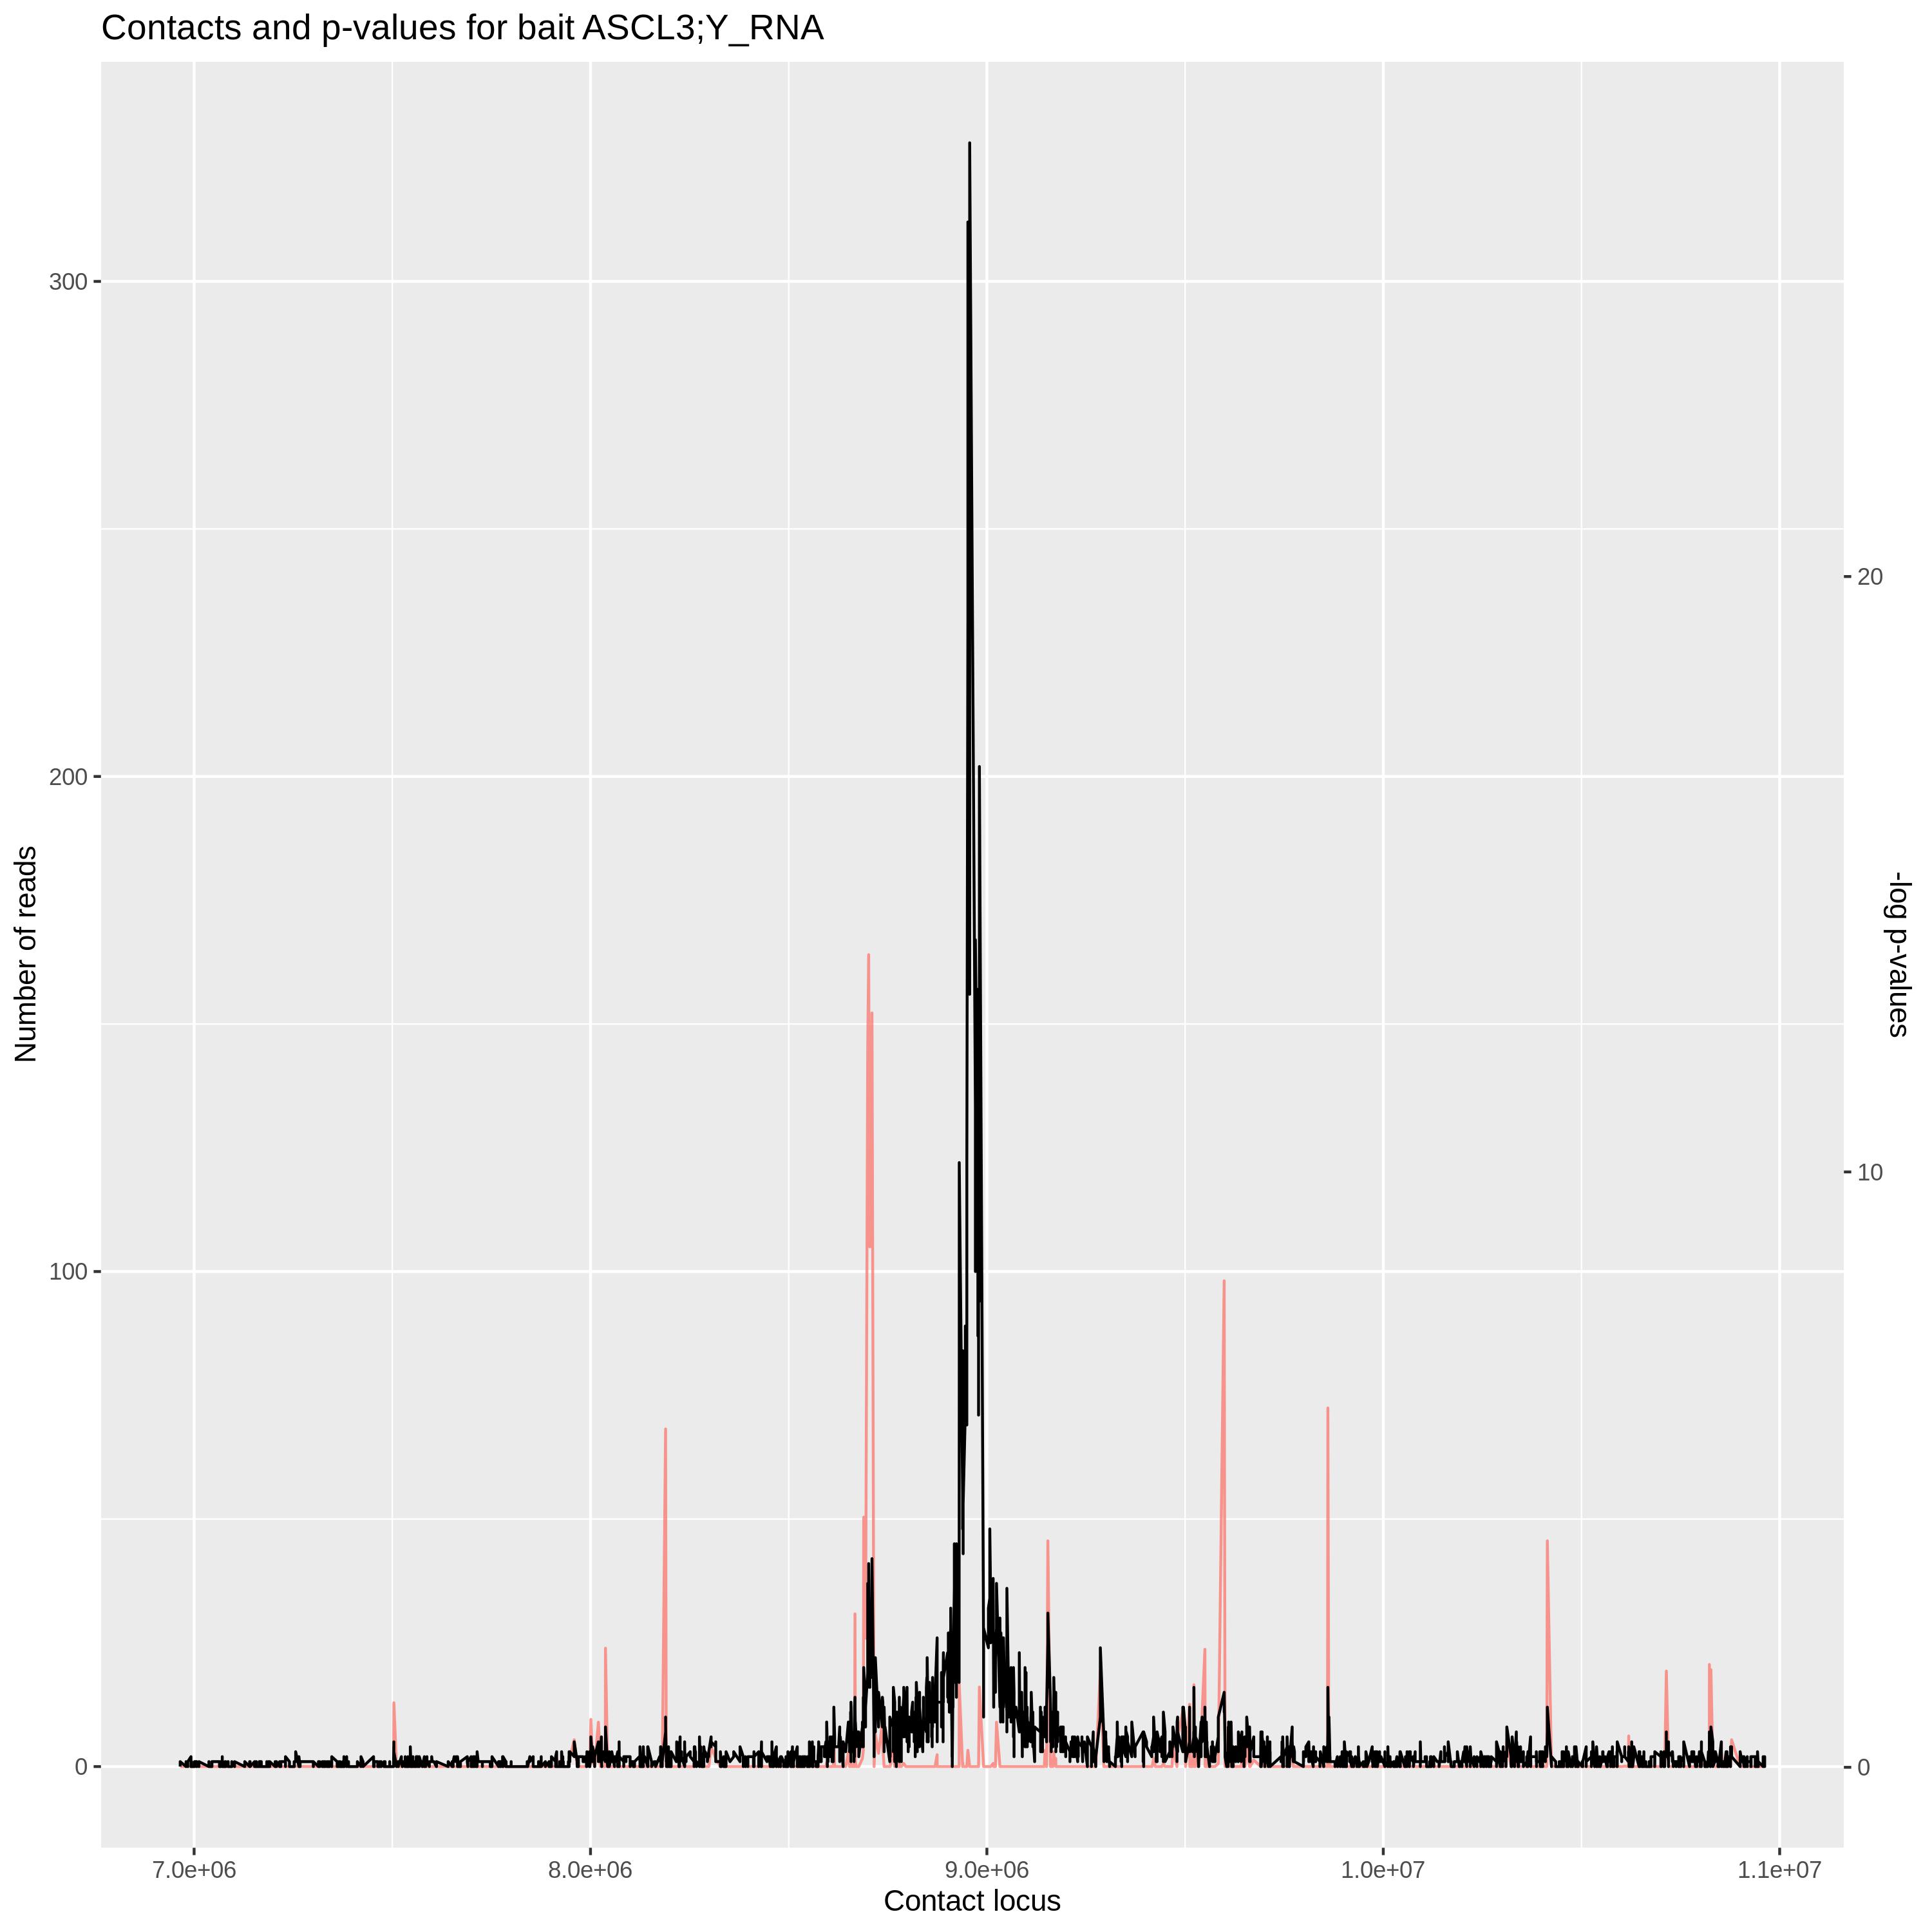 Contacts and p-values for bait ASCL3;Y_RNA
300
200
100
0
Number of reads
20
10
0
-log p-values
7.0e+06
8.0e+06
9.0e+06
1.0e+07
1.1e+07
Contact locus